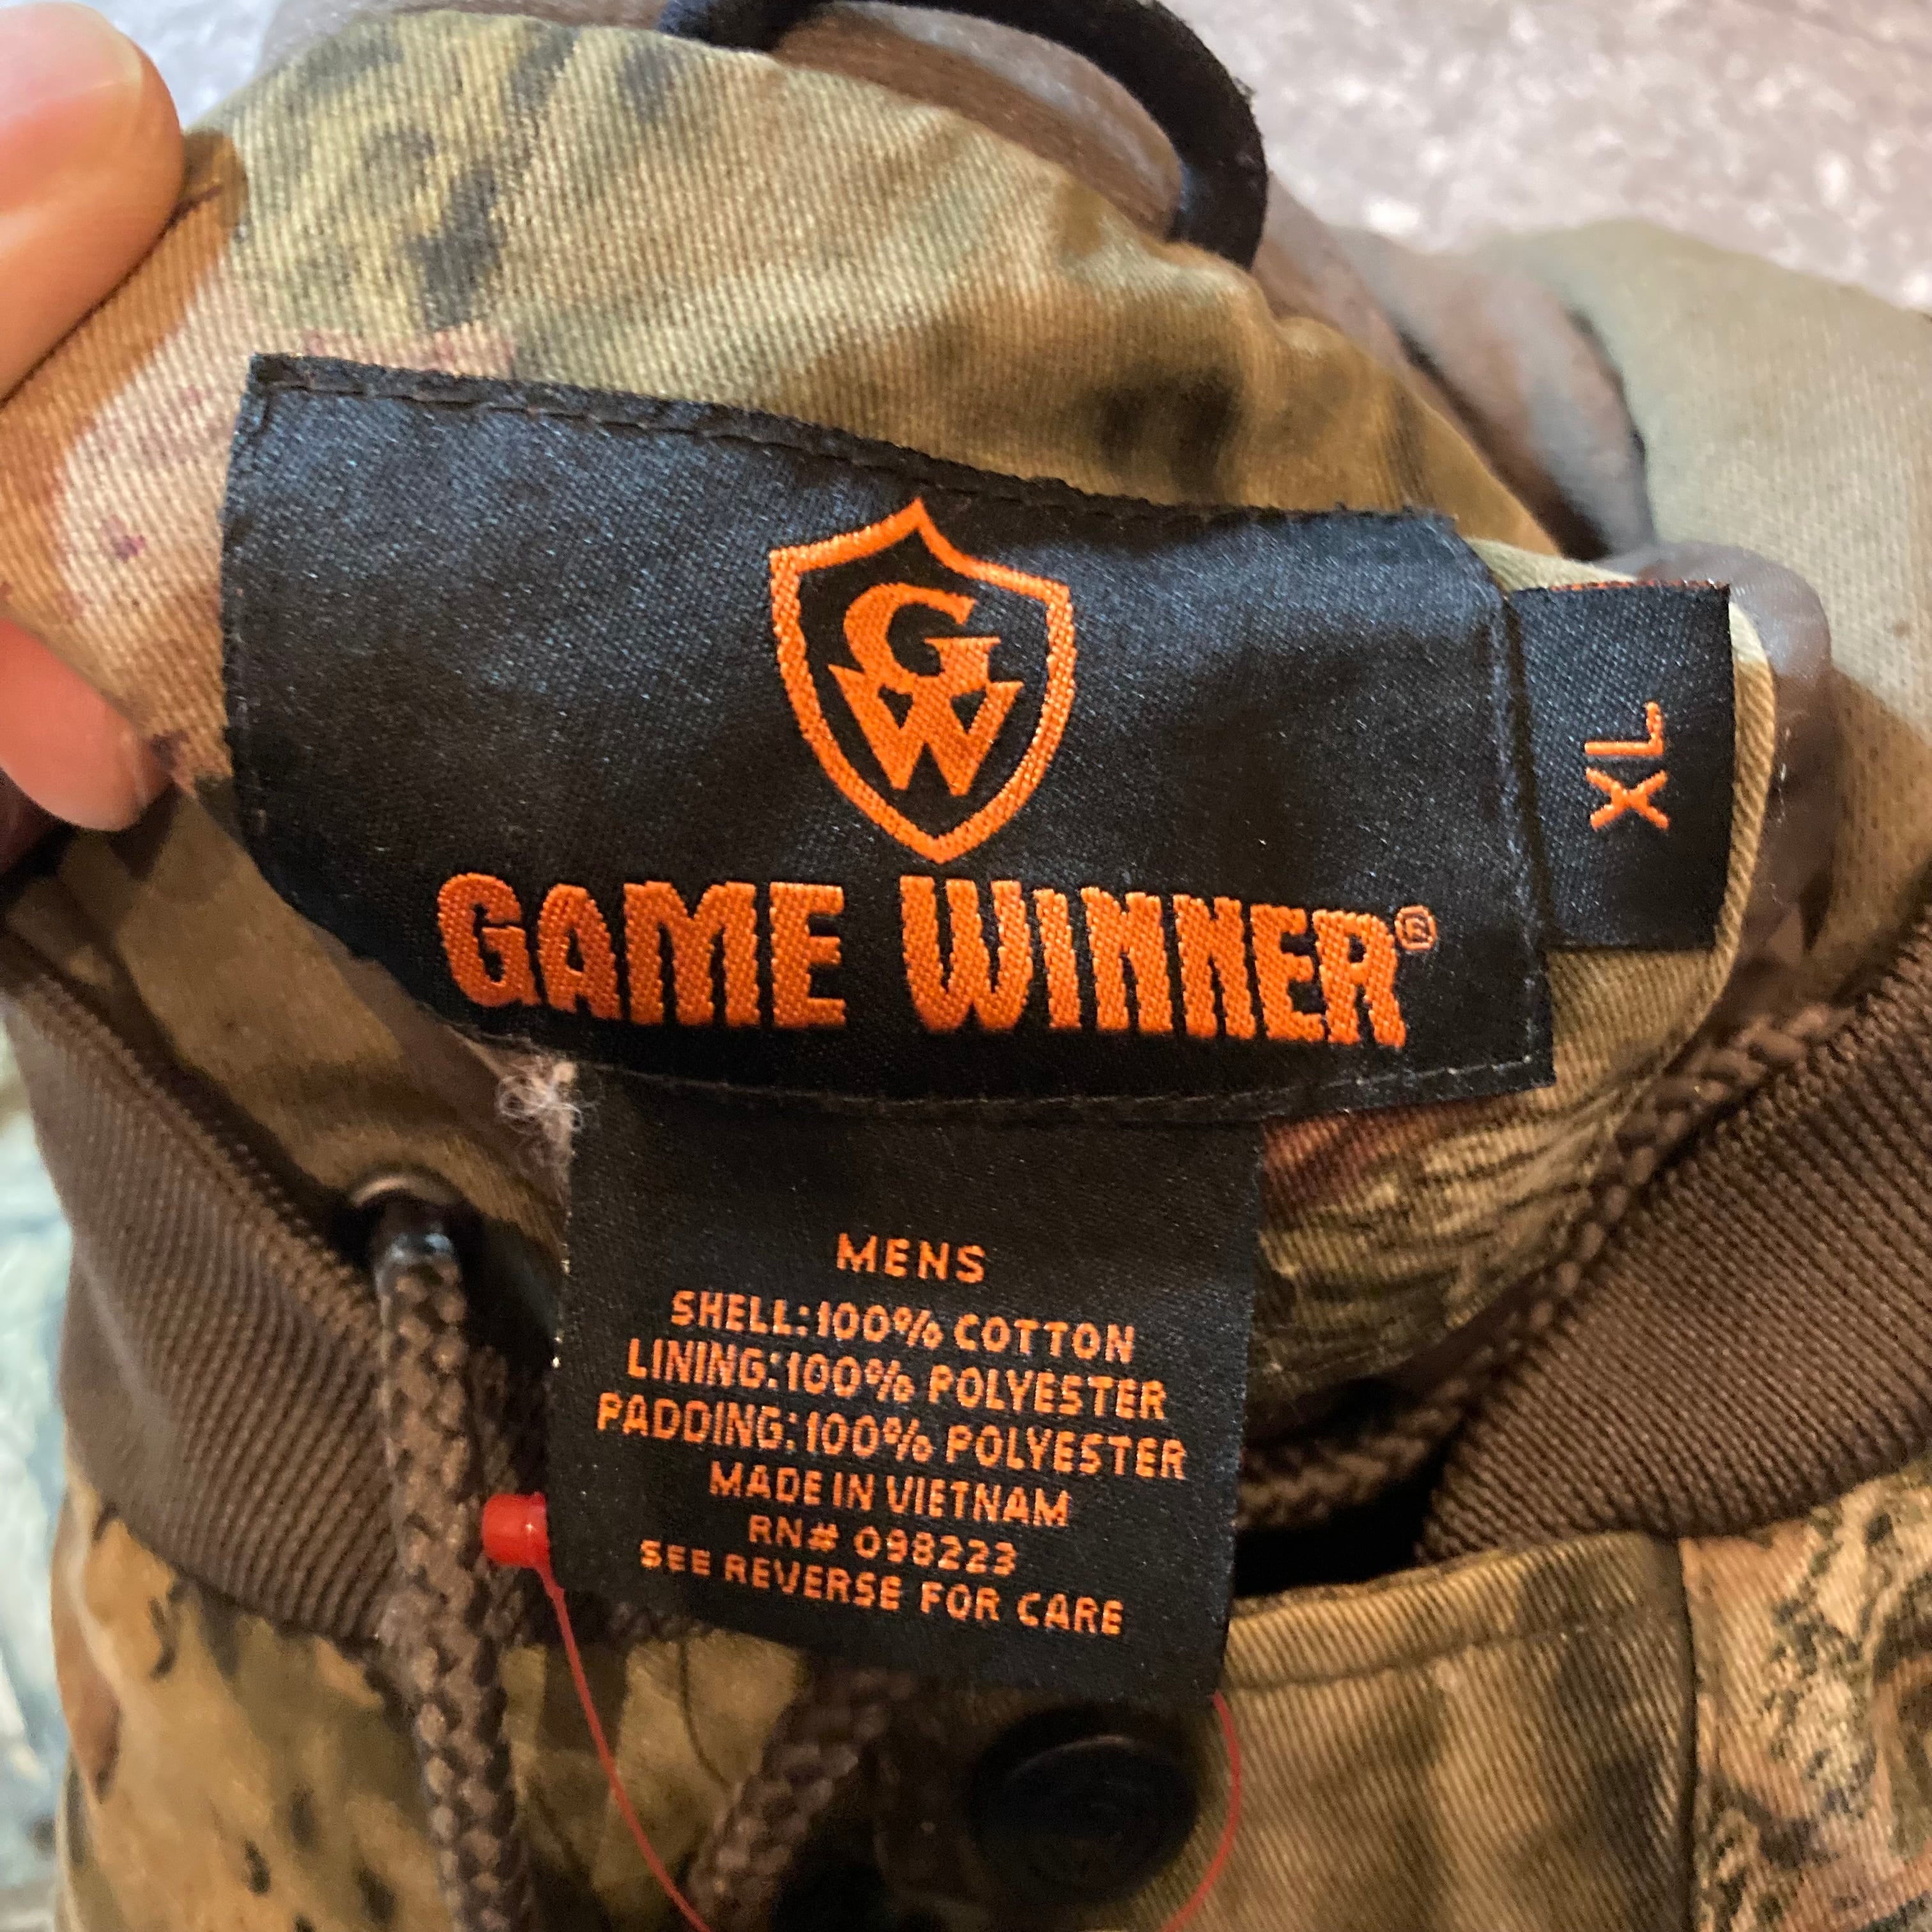 GW
GAME WINNER®
XL
MENS
SHELL:100% COTTON
LINING:100% POLYESTER
PADDING:100% POLYESTER
MADE IN VIETNAM
RN# 098223
SEE REVERSE FOR CARE